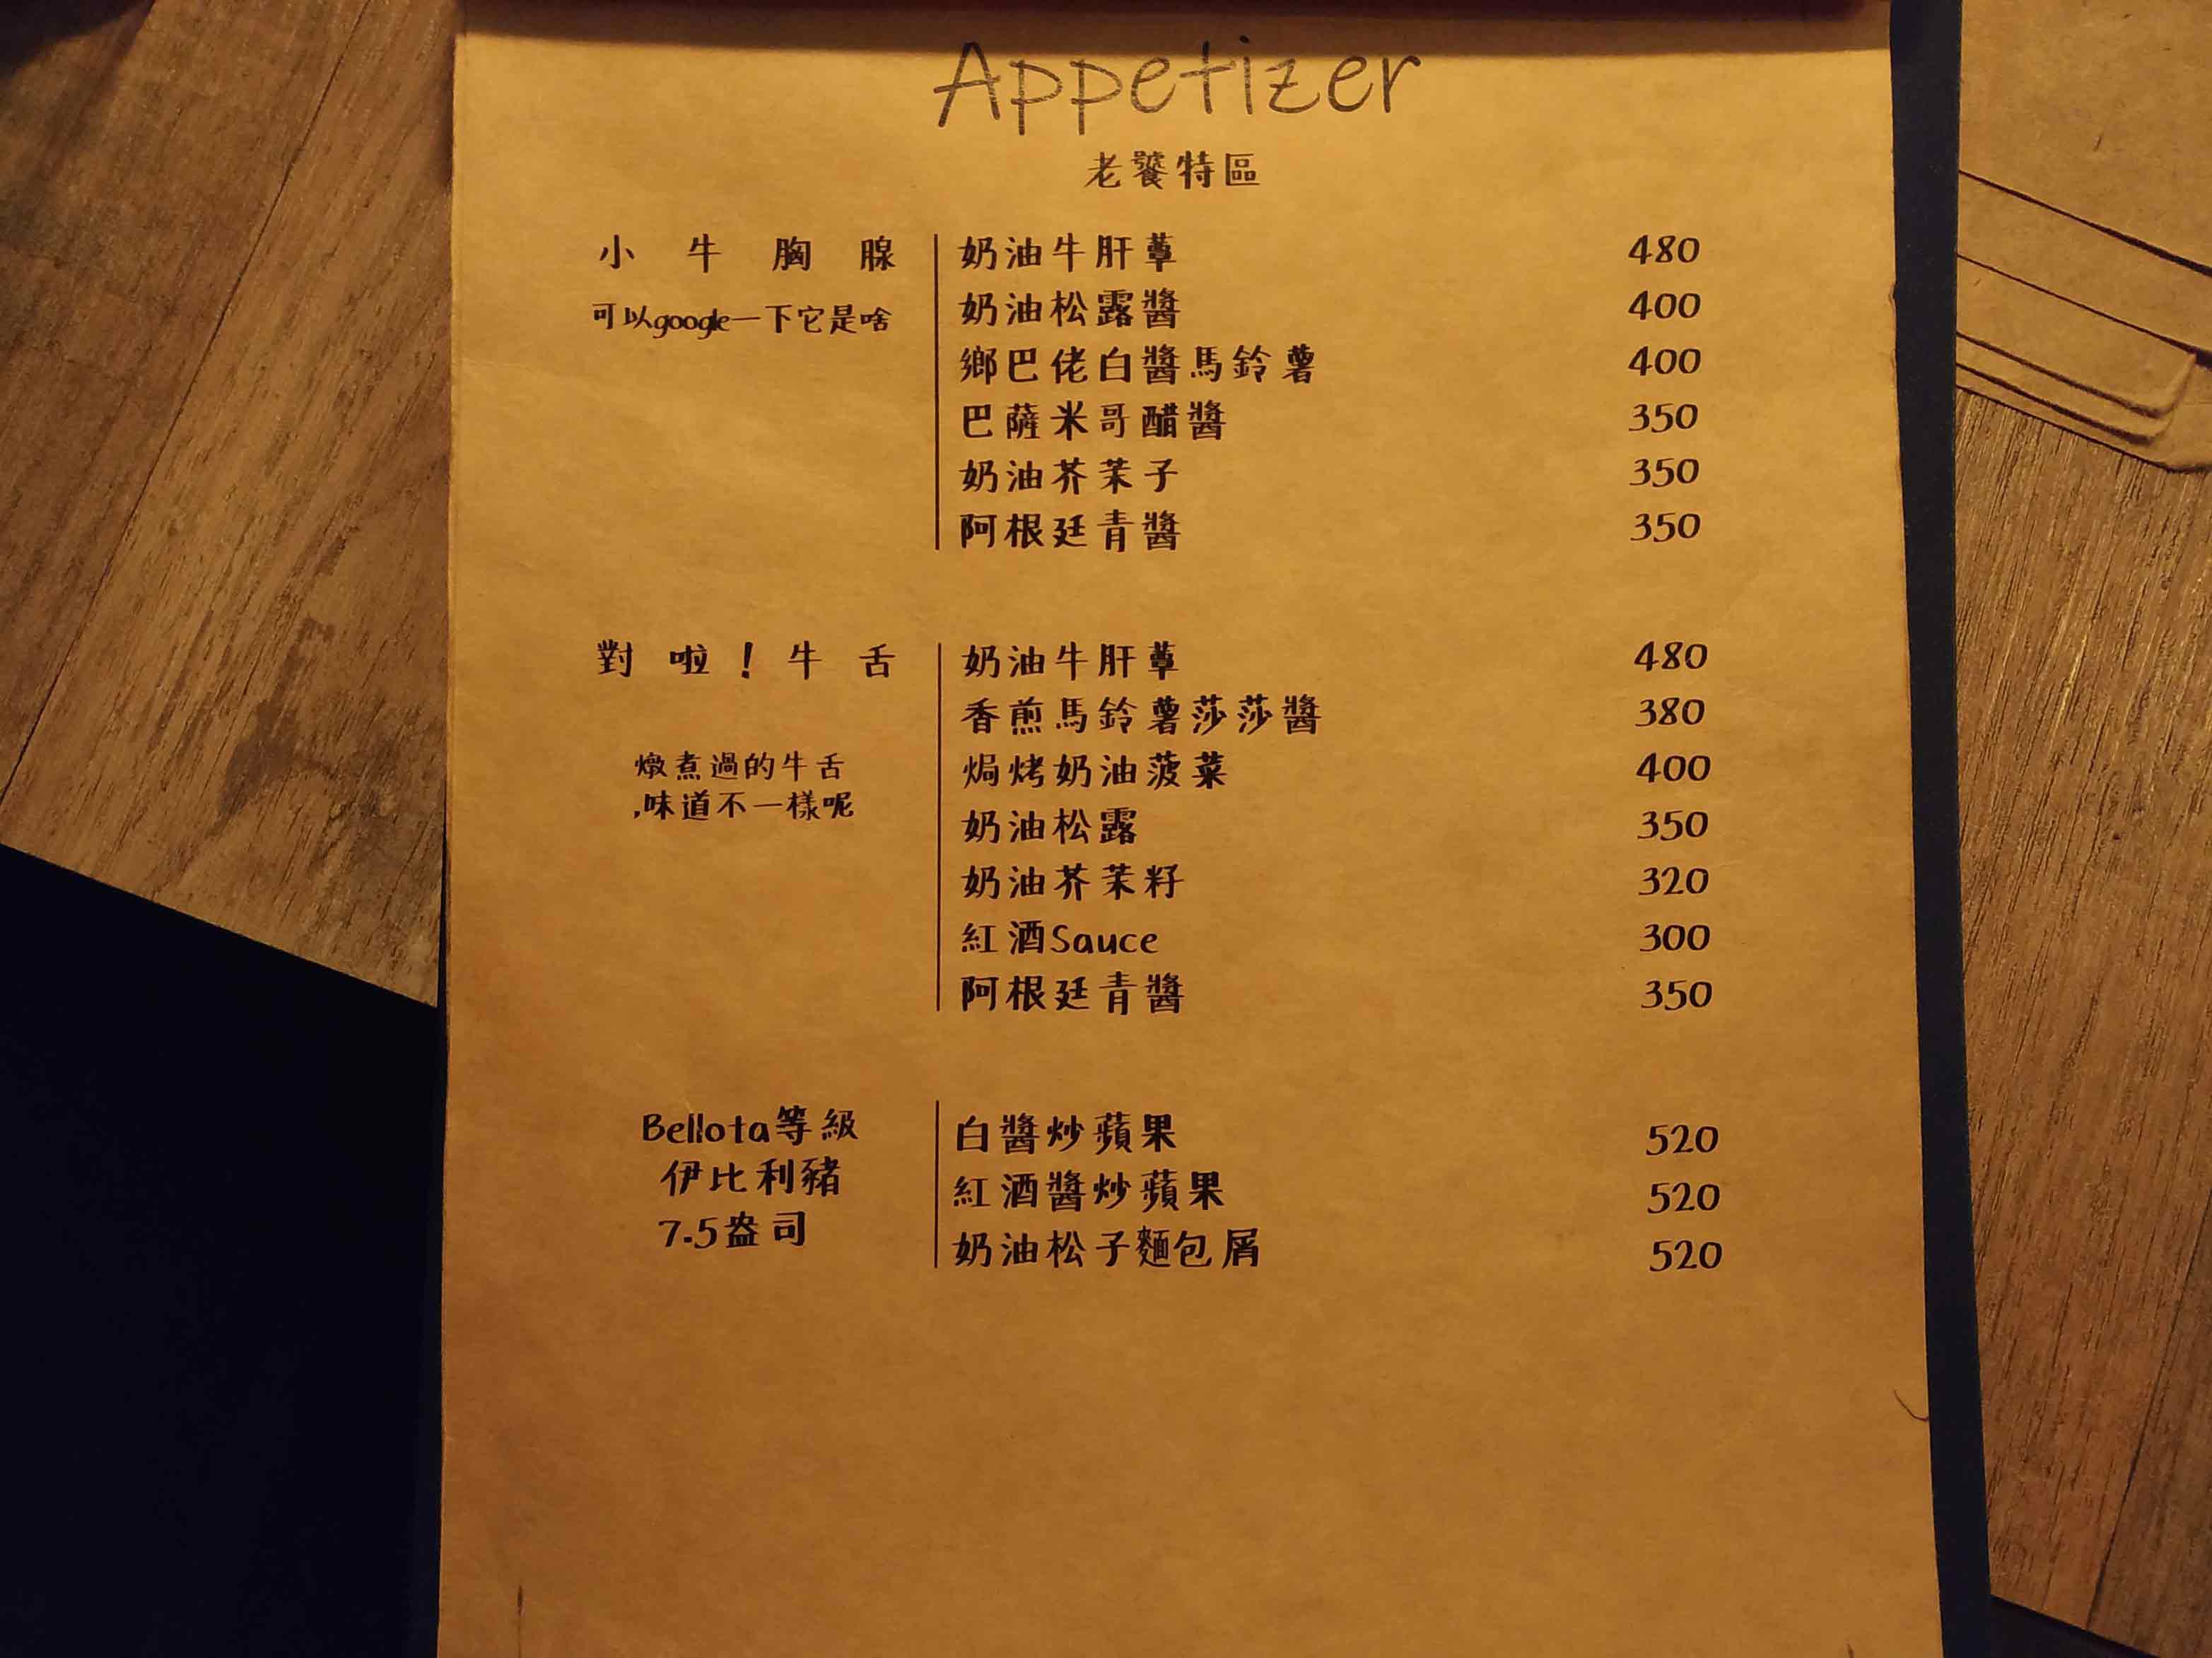 Appetizer
老饕特區
小牛胸腺
可以google一下它是啥
奶油牛肝蕈 480
奶油松露醬 400
鄉巴佬白醬馬鈴薯 400
巴薩米哥醋醬 350
奶油芥茉子 350
阿根廷青醬 350
對啦！牛舌
燉煮過的牛舌
,味道不一樣呢
奶油牛肝蕈 480
香煎馬鈴薯莎莎醬 380
焗烤奶油菠菜 400
奶油松露 350
奶油芥茉籽 320
紅酒Sauce 300
阿根廷青醬 350
Bellota等級
伊比利豬
7.5盎司
白醬炒蘋果 520
紅酒醬炒蘋果 520
奶油松子麵包屑 520